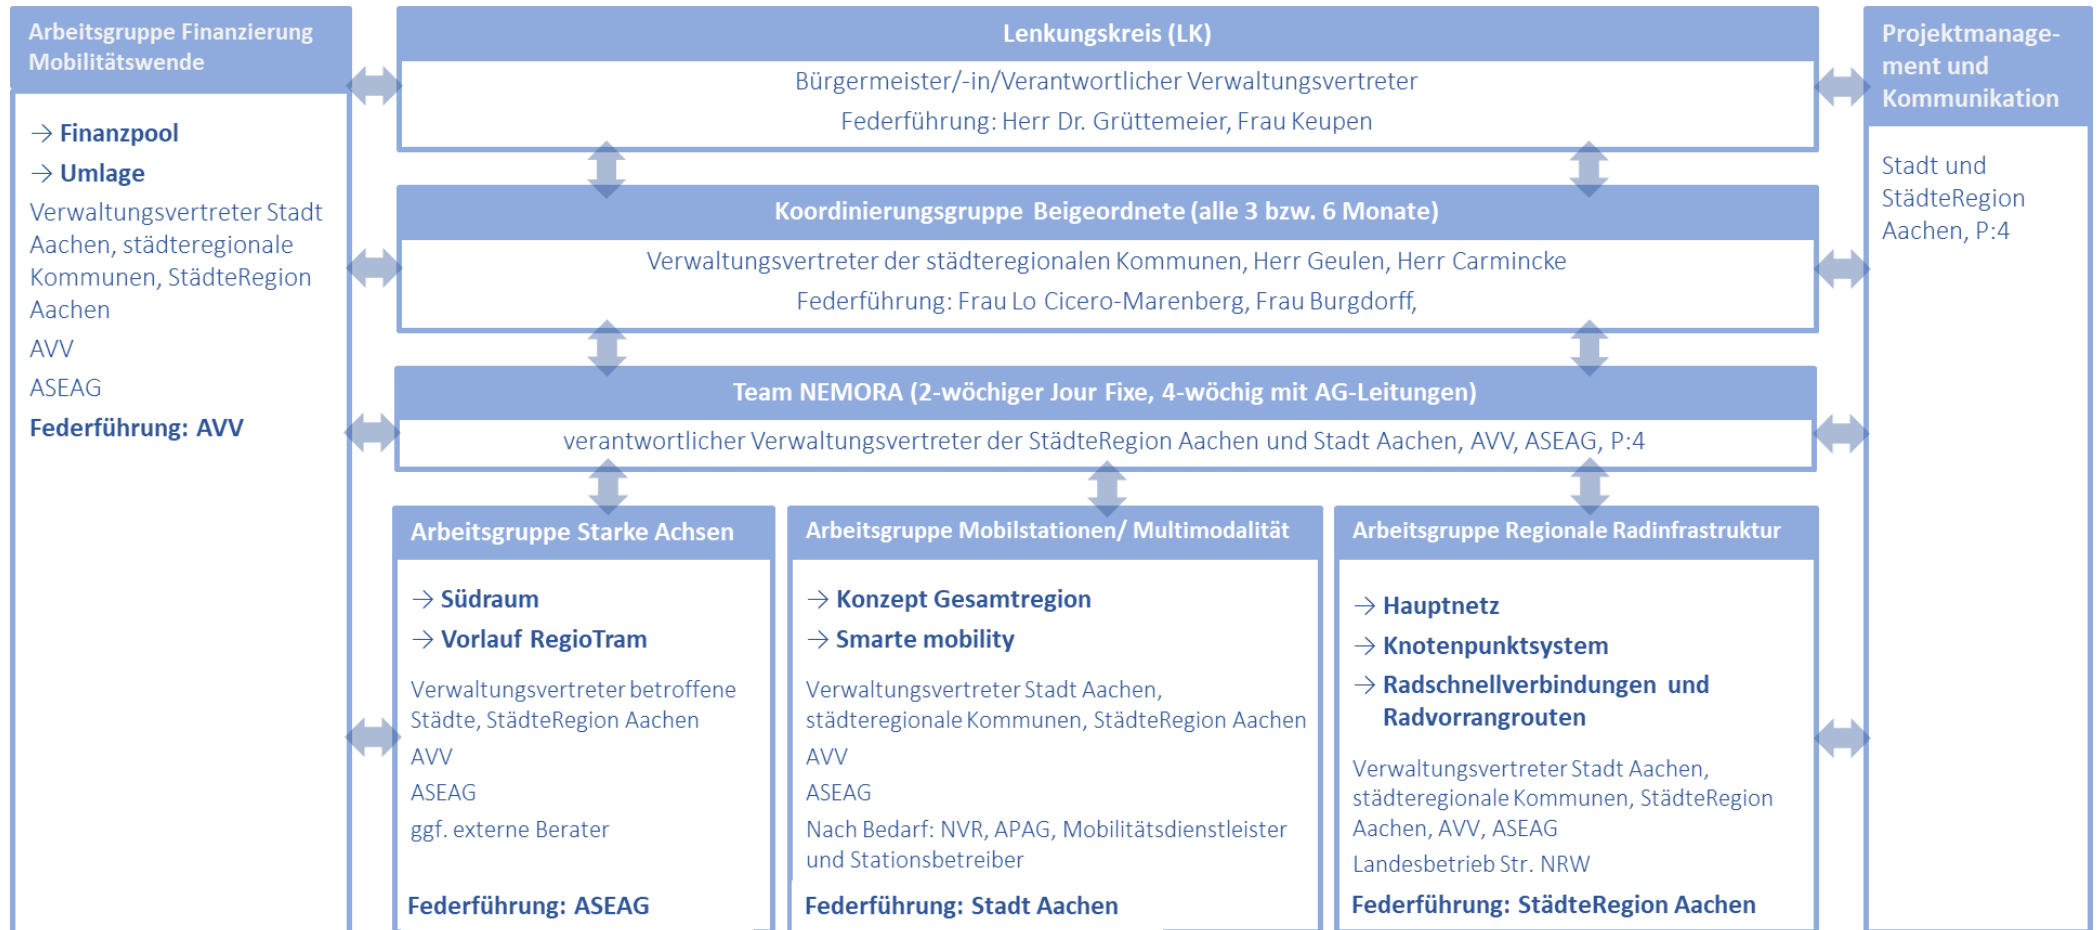 Arbeitsgruppe Finanzierung
Mobilitätswende
→ Finanzpool
→ Umlage
Verwaltungsvertreter Stadt
Aachen, städteregionale
Kommunen, StädteRegion
Aachen
AVV
ASEAG
Federführung: AVV
Lenkungskreis (LK)
Bürgermeister/-in/Verantwortlicher Verwaltungsvertreter
Federführung: Herr Dr. Grüttemeier, Frau Keupen
Koordinierungsgruppe Beigeordnete (alle 3 bzw. 6 Monate)
Verwaltungsvertreter der städteregionalen Kommunen, Herr Geulen, Herr Carmincke
Federführung: Frau Lo Cicero-Marenberg, Frau Burgdorff,
Team NEMORA (2-wöchiger Jour Fixe, 4-wöchig mit AG-Leitungen)
verantwortlicher Verwaltungsvertreter der StädteRegion Aachen und Stadt Aachen, AVV, ASEAG, P:4
Arbeitsgruppe Starke Achsen
→ Südraum
→ Vorlauf RegioTram
Verwaltungsvertreter betroffene
Städte, StädteRegion Aachen
AVV
ASEAG
ggf. externe Berater
Federführung: ASEAG
Arbeitsgruppe Mobilstationen/ Multimodalität
→ Konzept Gesamtregion
→ Smarte mobility
Verwaltungsvertreter Stadt Aachen,
städteregionale Kommunen, StädteRegion Aachen
AVV
ASEAG
Nach Bedarf: NVR, APAG, Mobilitätsdienstleister
und Stationsbetreiber
Federführung: Stadt Aachen
Arbeitsgruppe Regionale Radinfrastruktur
→ Hauptnetz
→ Knotenpunktsystem
→ Radschnellverbindungen und
Radvorrangrouten
Verwaltungsvertreter Stadt Aachen,
städteregionale Kommunen, StädteRegion
Aachen, AVV, ASEAG
Landesbetrieb Str. NRW
Federführung: StädteRegion Aachen
Projektmanage-
ment und
Kommunikation
Stadt und
StädteRegion
Aachen, P:4